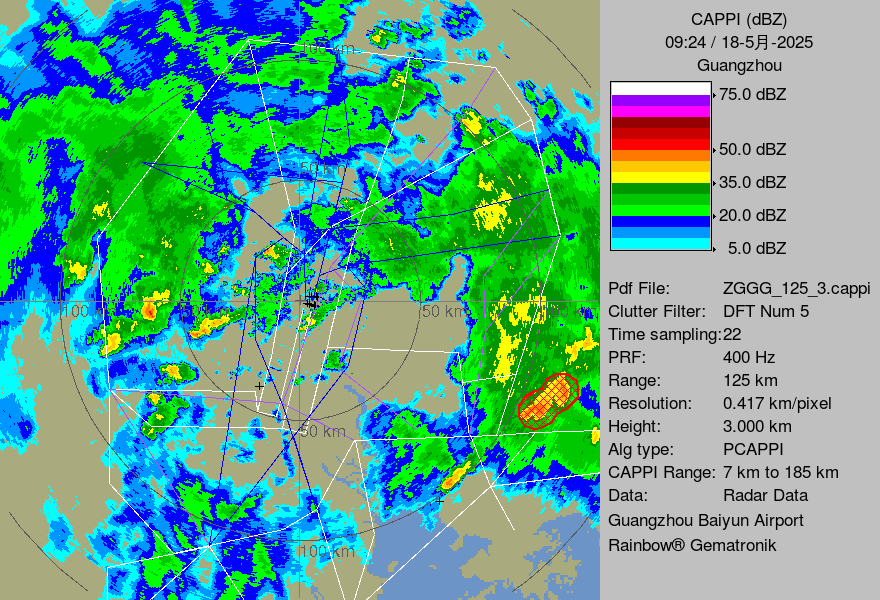 CAPPI (dBZ)
09:24 / 18-5月-2025
Guangzhou
75.0 dBZ
50.0 dBZ
35.0 dBZ
20.0 dBZ
5.0 dBZ
Pdf File: ZGGG_125_3.cappi
Clutter Filter: DFT Num 5
Time sampling:22
PRF: 400 Hz
Range: 125 km
Resolution: 0.417 km/pixel
Height: 3.000 km
Alg type: PCAPPI
CAPPI Range: 7 km to 185 km
Data: Radar Data
Guangzhou Baiyun Airport
Rainbow® Gematronik
100 km
50 km
50 km
100 km